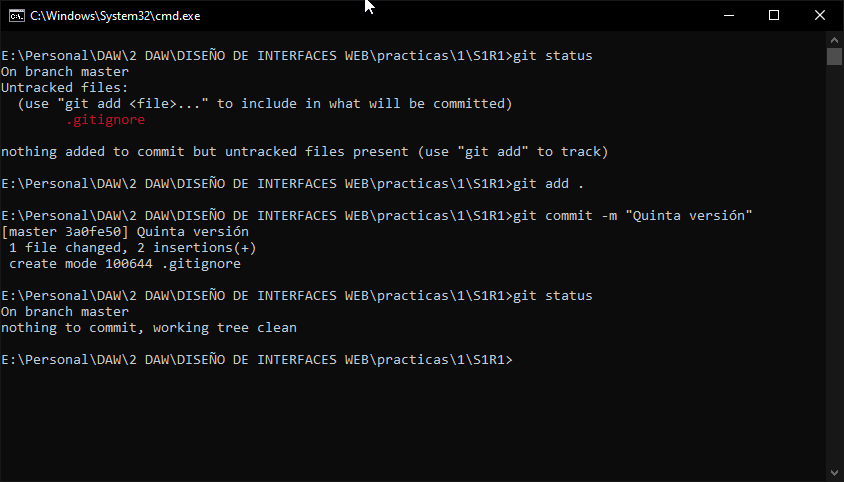 C:\Windows\System32\cmd.exe
E:\Personal\DAW\2 DAW\DISEÑO DE INTERFACES WEB\practicas\1\S1R1>git status
On branch master
Untracked files:
  (use "git add <file>..." to include in what will be committed)
        .gitignore
nothing added to commit but untracked files present (use "git add" to track)
E:\Personal\DAW\2 DAW\DISEÑO DE INTERFACES WEB\practicas\1\S1R1>git add .
E:\Personal\DAW\2 DAW\DISEÑO DE INTERFACES WEB\practicas\1\S1R1>git commit -m "Quinta versión"
[master 3a0fe50] Quinta versión
 1 file changed, 2 insertions(+)
 create mode 100644 .gitignore
E:\Personal\DAW\2 DAW\DISEÑO DE INTERFACES WEB\practicas\1\S1R1>git status
On branch master
nothing to commit, working tree clean
E:\Personal\DAW\2 DAW\DISEÑO DE INTERFACES WEB\practicas\1\S1R1>